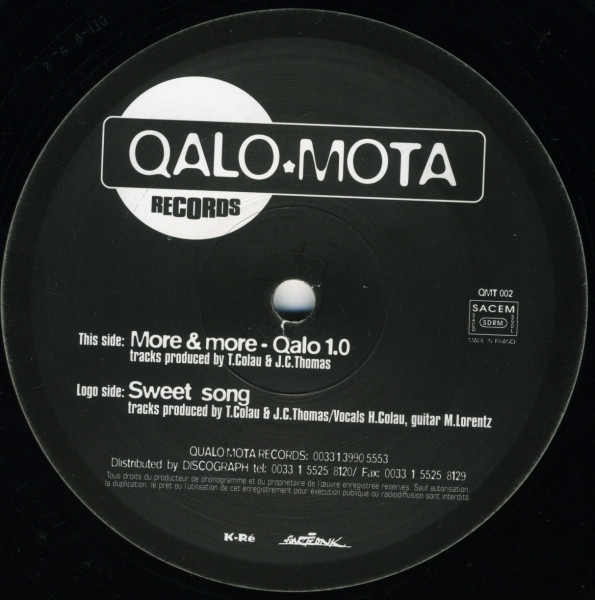 QALO★MOTA
RECORDS
QMT 002
SACEM
SDRM
MADE IN FRANCE
This side: More & more - Qalo 1.0
tracks produced by T.Colau & J.C.Thomas
Logo side: Sweet song
tracks produced by T.Colau & J.C.Thomas/Vocals H.Colau, guitar M.Lorentz
QUALO MOTA RECORDS: 0033 1 3990 5553
Distributed by DISCOGRAPH tel: 0033 1 5525 8120/ Fax: 0033 1 5525 8129
Tous droits du producteur de phonogramme et du proprietaire de l'œuvre enregistrée reserves. Sauf autorisation,
la duplication, le prêt ou l'utilisation de cet enregistrement pour exécution publique ou radiodiffusion sont interdits.
K-Ré